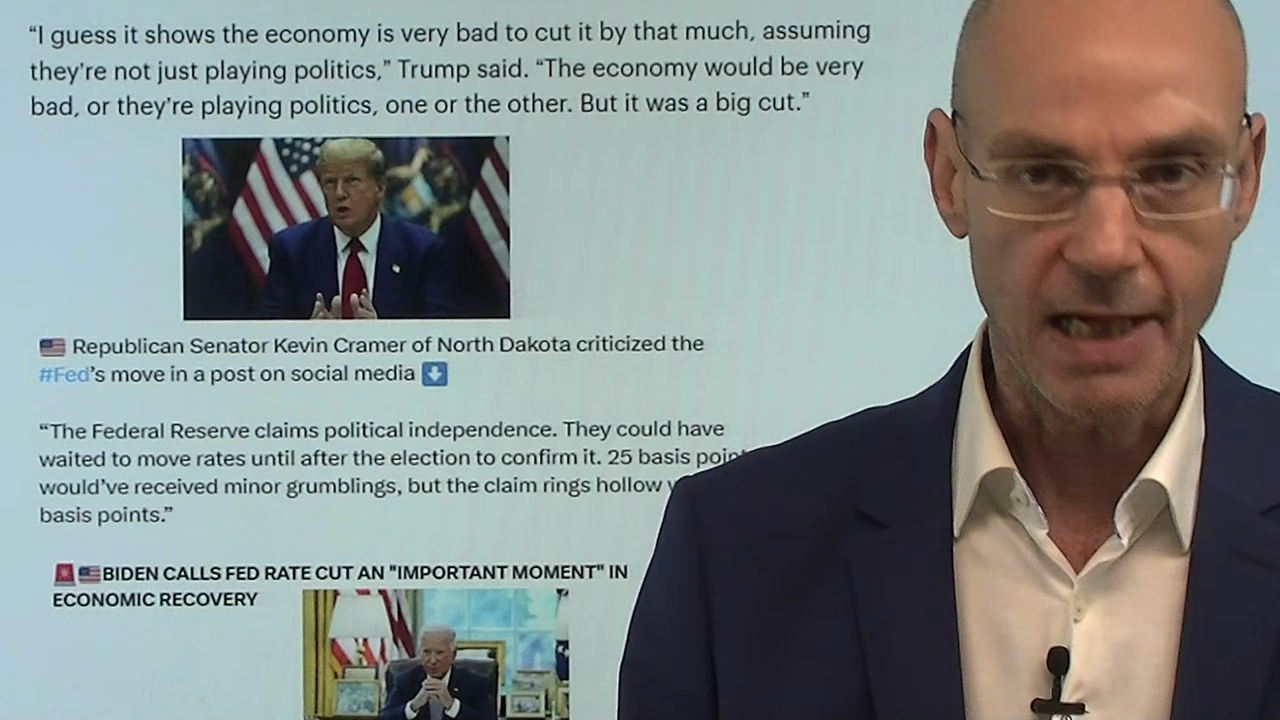 “I guess it shows the economy is very bad to cut it by that much, assuming
they're not just playing politics,” Trump said. “The economy would be very
bad, or they're playing politics, one or the other. But it was a big cut.”
🇺🇸 Republican Senator Kevin Cramer of North Dakota criticized the
#Fed's move in a post on social media ⬇️
“The Federal Reserve claims political independence. They could have
waited to move rates until after the election to confirm it. 25 basis
would've received minor grumblings, but the claim rings hollow
basis points.”
🚨🇺🇸BIDEN CALLS FED RATE CUT AN "IMPORTANT MOMENT" IN
ECONOMIC RECOVERY